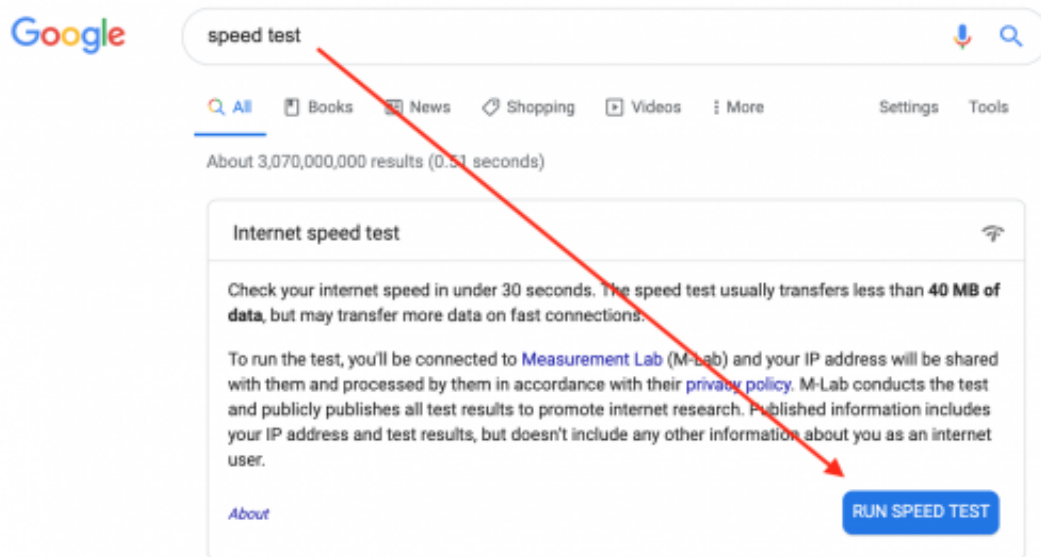 Google
speed test
All Books News Shopping Videos More Settings Tools
About 3,070,000,000 results (0.51 seconds)
Internet speed test
Check your internet speed in under 30 seconds. The speed test usually transfers less than 40 MB of
data, but may transfer more data on fast connections.
To run the test, you'll be connected to Measurement Lab (M-Lab) and your IP address will be shared
with them and processed by them in accordance with their privacy policy. M-Lab conducts the test
and publicly publishes all test results to promote internet research. Published information includes
your IP address and test results, but doesn't include any other information about you as an internet
user.
About
RUN SPEED TEST